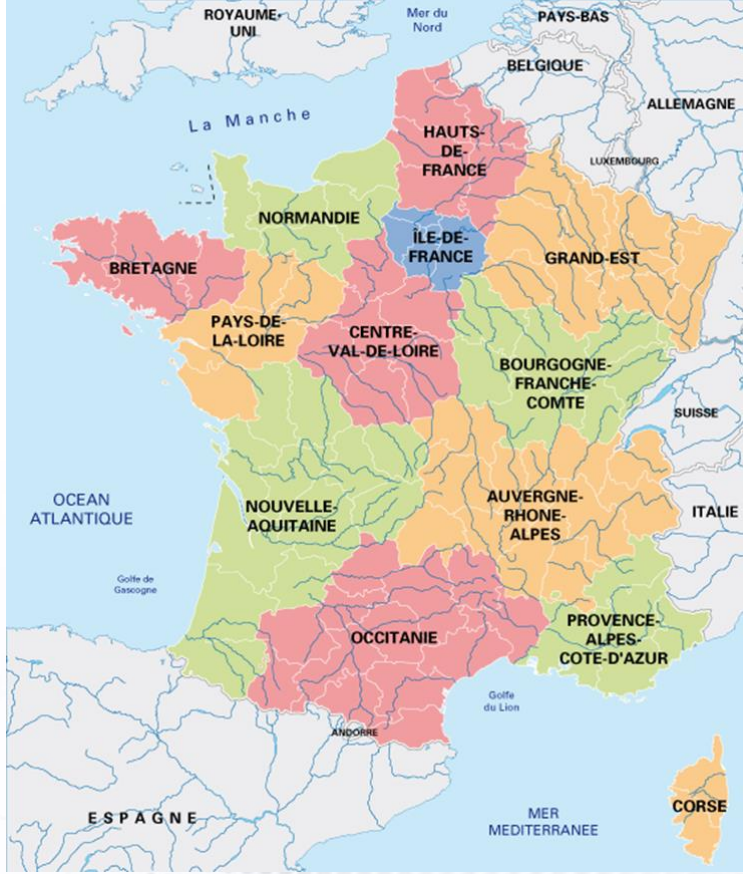 ROYAUME-
UNI
Mer du
Nord
PAYS-BAS
BELGIQUE
ALLEMAGNE
La Manche
HAUTS-
DE-
FRANCE
LUXEMBOURG
NORMANDIE
ÎLE-DE-
FRANCE
GRAND-EST
BRETAGNE
PAYS-DE-
LA-LOIRE
CENTRE-
VAL-DE-LOIRE
BOURGOGNE-
FRANCHE-
COMTE
SUISSE
OCEAN
ATLANTIQUE
NOUVELLE-
AQUITAINE
AUVERGNE-
RHONE-
ALPES
ITALIE
Golfe de
Gascogne
OCCITANIE
PROVENCE-
ALPES-
COTE-D'AZUR
Golfe
du Lion
ANDORRE
ESPAGNE
MER
MEDITERRANEE
CORSE